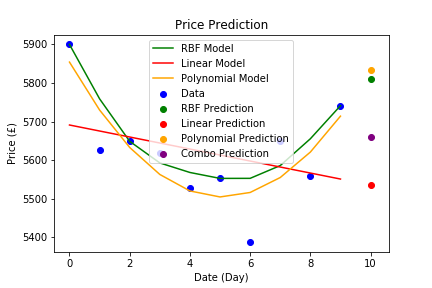 Price Prediction
Price (£)
5900
5800
5700
5600
5500
5400
RBF Model
Linear Model
Polynomial Model
Data
RBF Prediction
Linear Prediction
Polynomial Prediction
Combo Prediction
0 2 4 6 8 10
Date (Day)